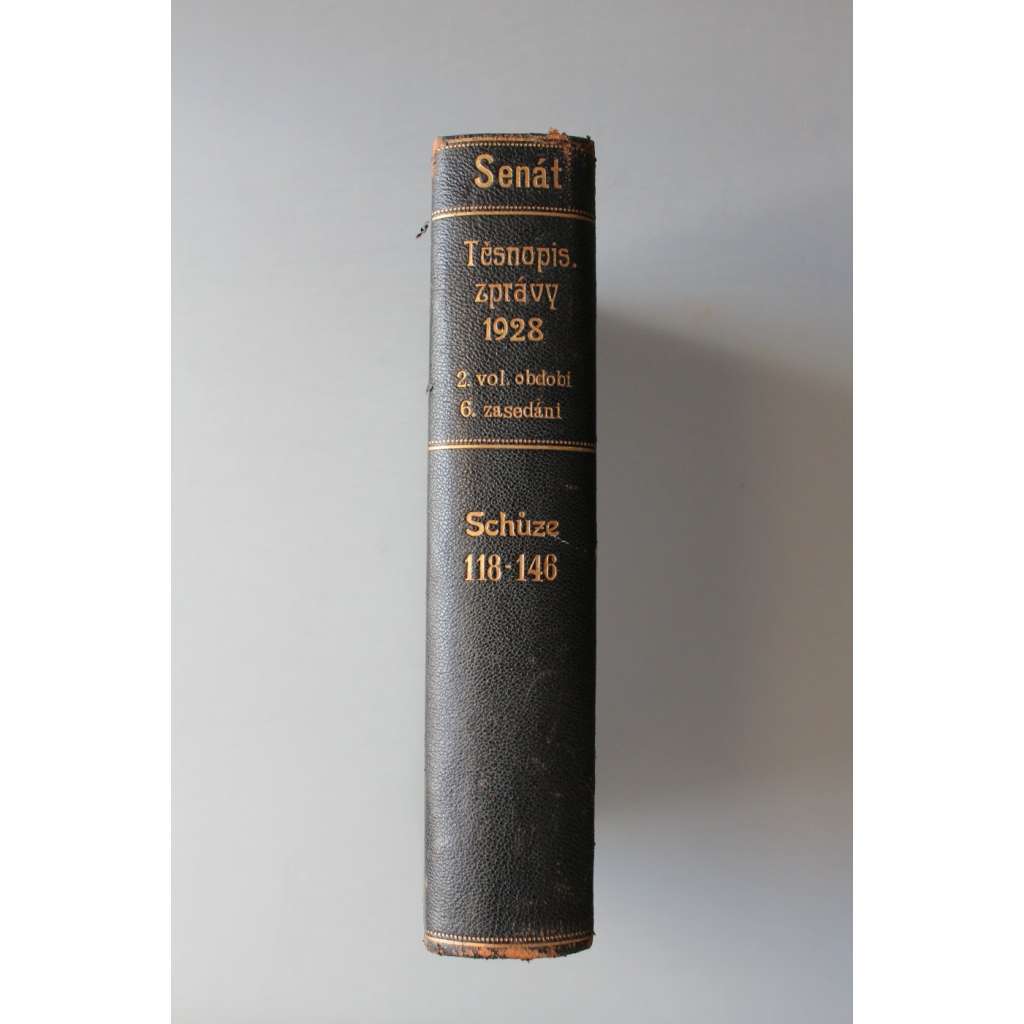 Senát
Těsnopis.
zprávy
1928
2. vol. období
6. zasedání
Schůze
118-146